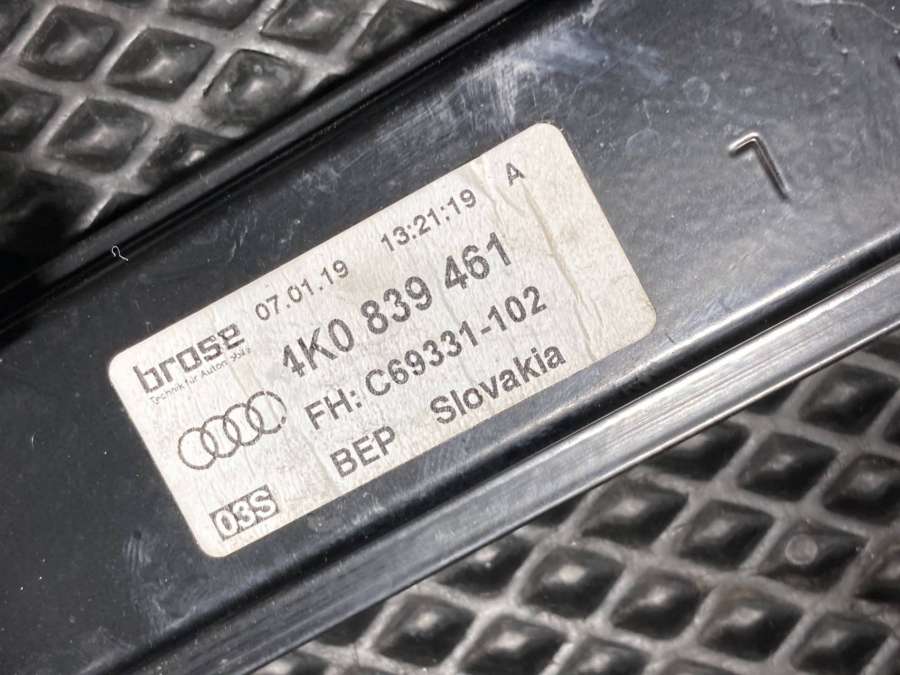 brose 07.01.19 13:21:19 A
Technik für Automobile
4K0 839 461
FH: C69331-102
BEP Slovakia
03S
1